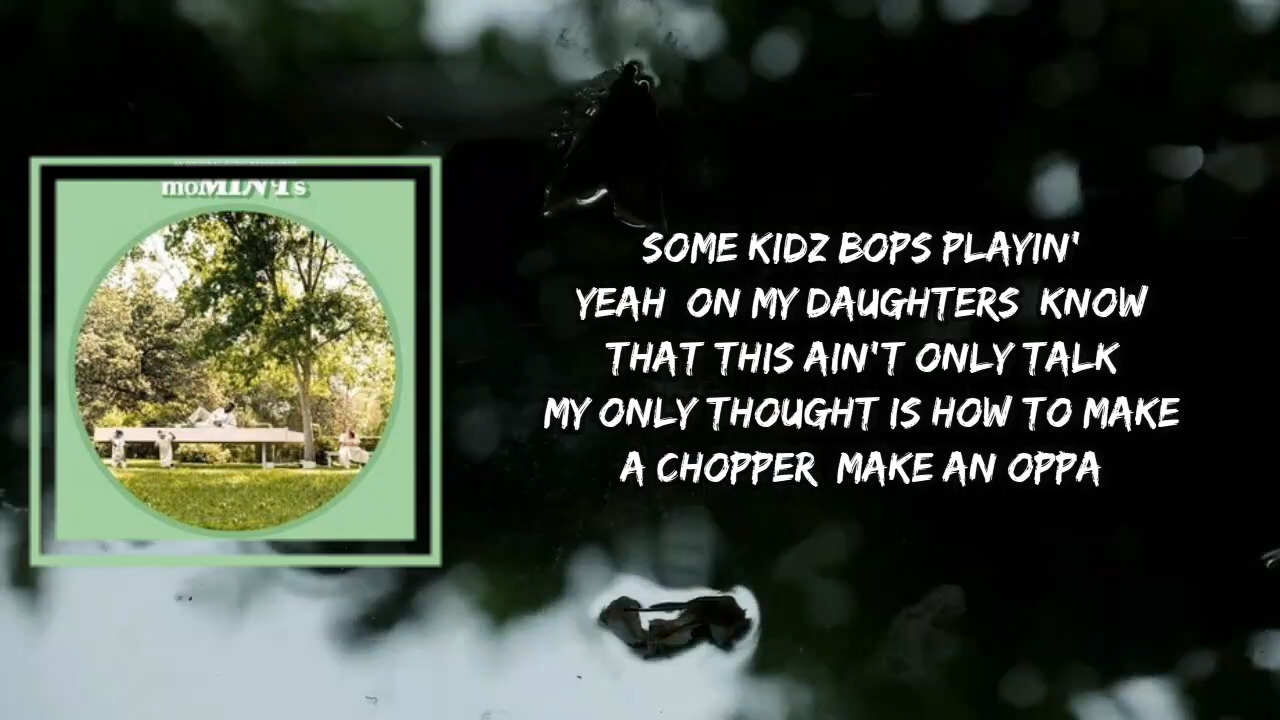 moMINTs
SOME KIDZ BOPS PLAYIN'
YEAH ON MY DAUGHTERS KNOW
THAT THIS AIN'T ONLY TALK
MY ONLY THOUGHT IS HOW TO MAKE
A CHOPPER MAKE AN OPPA